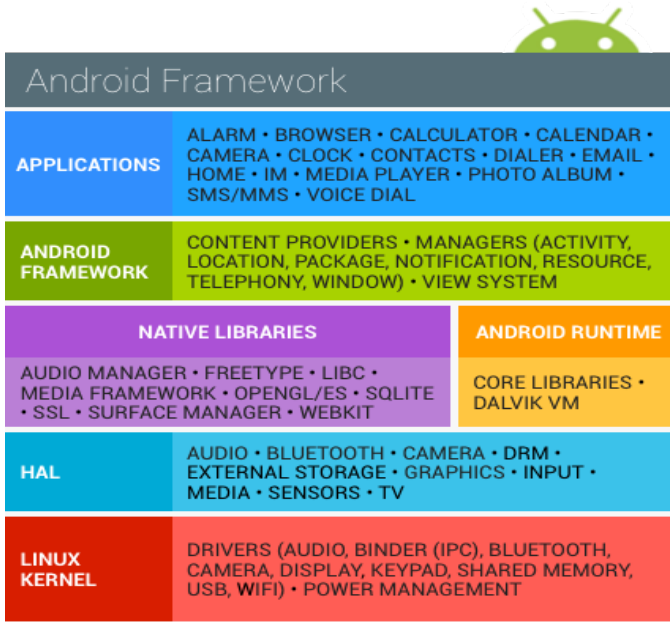 Android Framework
APPLICATIONS
ALARM • BROWSER • CALCULATOR • CALENDAR •
CAMERA • CLOCK • CONTACTS • DIALER • EMAIL •
HOME • IM • MEDIA PLAYER • PHOTO ALBUM •
SMS/MMS • VOICE DIAL
ANDROID
FRAMEWORK
CONTENT PROVIDERS • MANAGERS (ACTIVITY,
LOCATION, PACKAGE, NOTIFICATION, RESOURCE,
TELEPHONY, WINDOW) • VIEW SYSTEM
NATIVE LIBRARIES
AUDIO MANAGER • FREETYPE • LIBC •
MEDIA FRAMEWORK • OPENGL/ES • SQLITE
• SSL • SURFACE MANAGER • WEBKIT
ANDROID RUNTIME
CORE LIBRARIES •
DALVIK VM
HAL
AUDIO • BLUETOOTH • CAMERA • DRM •
EXTERNAL STORAGE • GRAPHICS • INPUT •
MEDIA • SENSORS • TV
LINUX
KERNEL
DRIVERS (AUDIO, BINDER (IPC), BLUETOOTH,
CAMERA, DISPLAY, KEYPAD, SHARED MEMORY,
USB, WIFI) • POWER MANAGEMENT